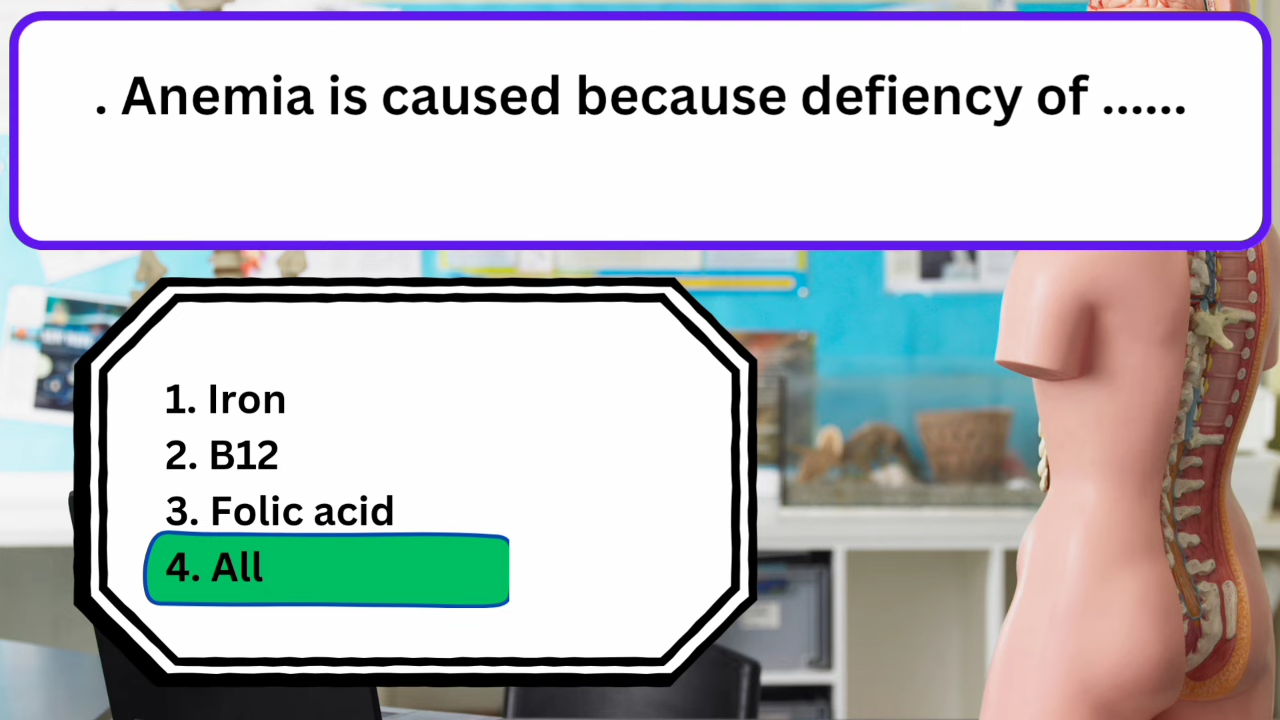 . Anemia is caused because defiency of ......
1. Iron
2. B12
3. Folic acid
4. All